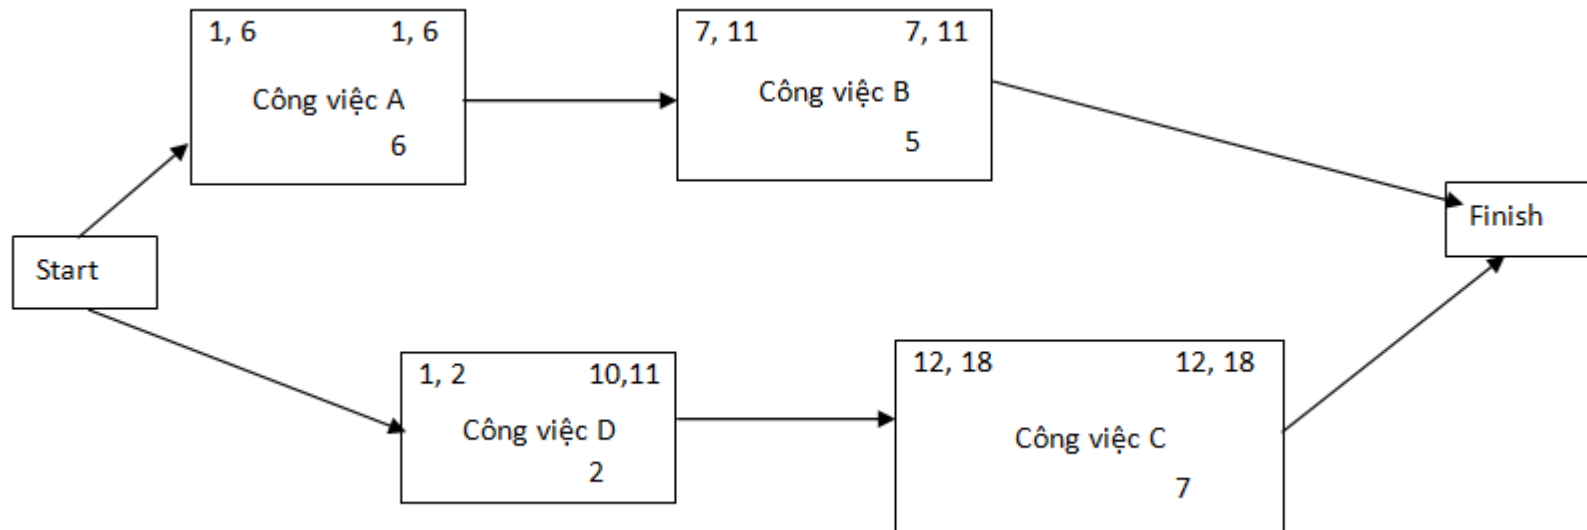 1, 6 1, 6
Công việc A
6
7, 11 7, 11
Công việc B
5
Start
Finish
1, 2 10,11
Công việc D
2
12, 18 12, 18
Công việc C
7